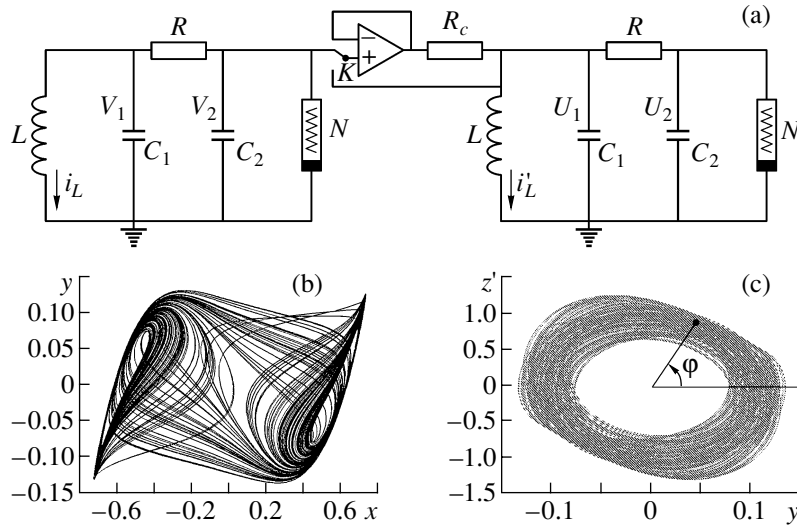 (a)
R
R_c
R
K
−
+
V_1
V_2
U_1
U_2
L
C_1
C_2
N
L
C_1
C_2
N
i_L
i'_L
(b)
y
0.10
0.05
0
−0.05
−0.10
−0.15
−0.6
−0.2
0.2
0.6
x
(c)
z'
1.0
0.5
0
−0.5
−1.0
−1.5
φ
−0.1
0
0.1
y'